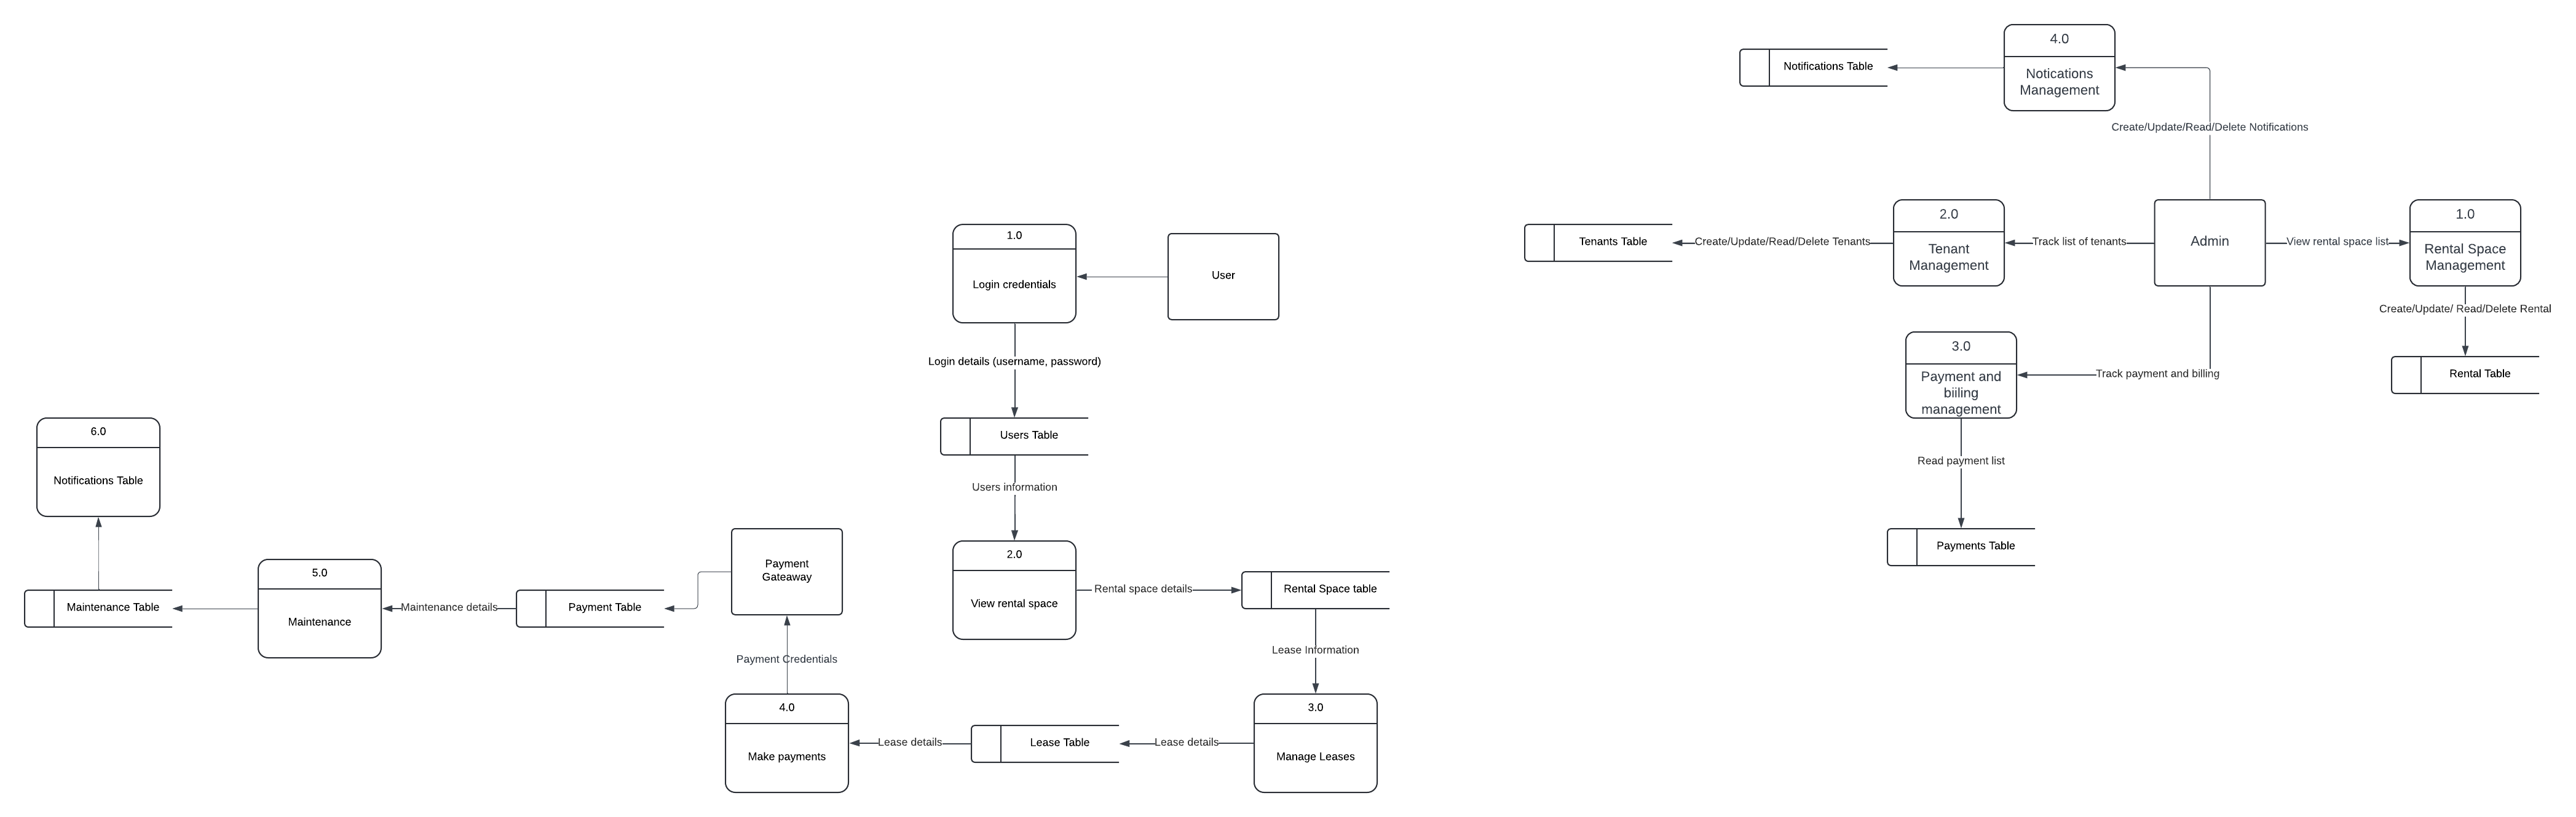 4.0
Notications
Management
Notifications Table
Create/Update/Read/Delete Notifications
1.0
Login credentials
User
Login details (username, password)
Users Table
Users information
2.0
View rental space
Rental space details
Rental Space table
Lease Information
3.0
Manage Leases
Lease details
Lease Table
Lease details
4.0
Make payments
Payment Credentials
Payment
Gateaway
Payment Table
Maintenance details
5.0
Maintenance
Maintenance Table
6.0
Notifications Table
Admin
Track list of tenants
2.0
Tenant
Management
Create/Update/Read/Delete Tenants
Tenants Table
View rental space list
1.0
Rental Space
Management
Create/Update/ Read/Delete Rental
Rental Table
Track payment and billing
3.0
Payment and
biiling
management
Read payment list
Payments Table